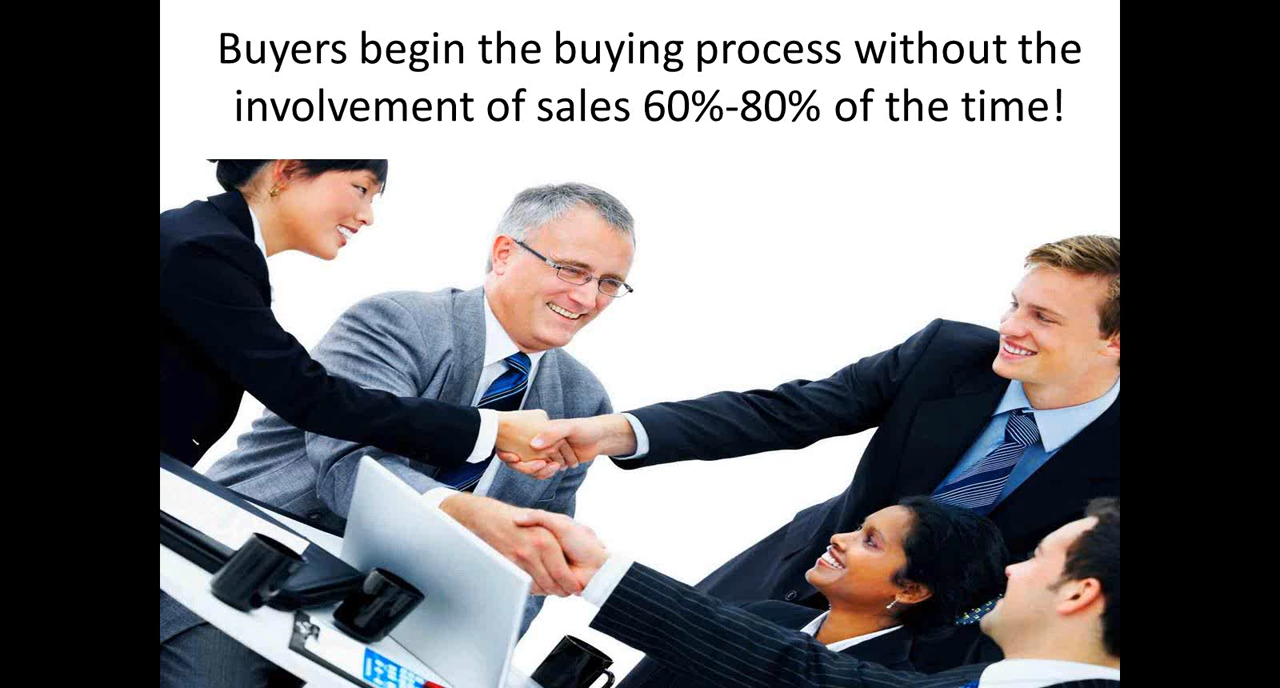 Buyers begin the buying process without the
involvement of sales 60%-80% of the time!